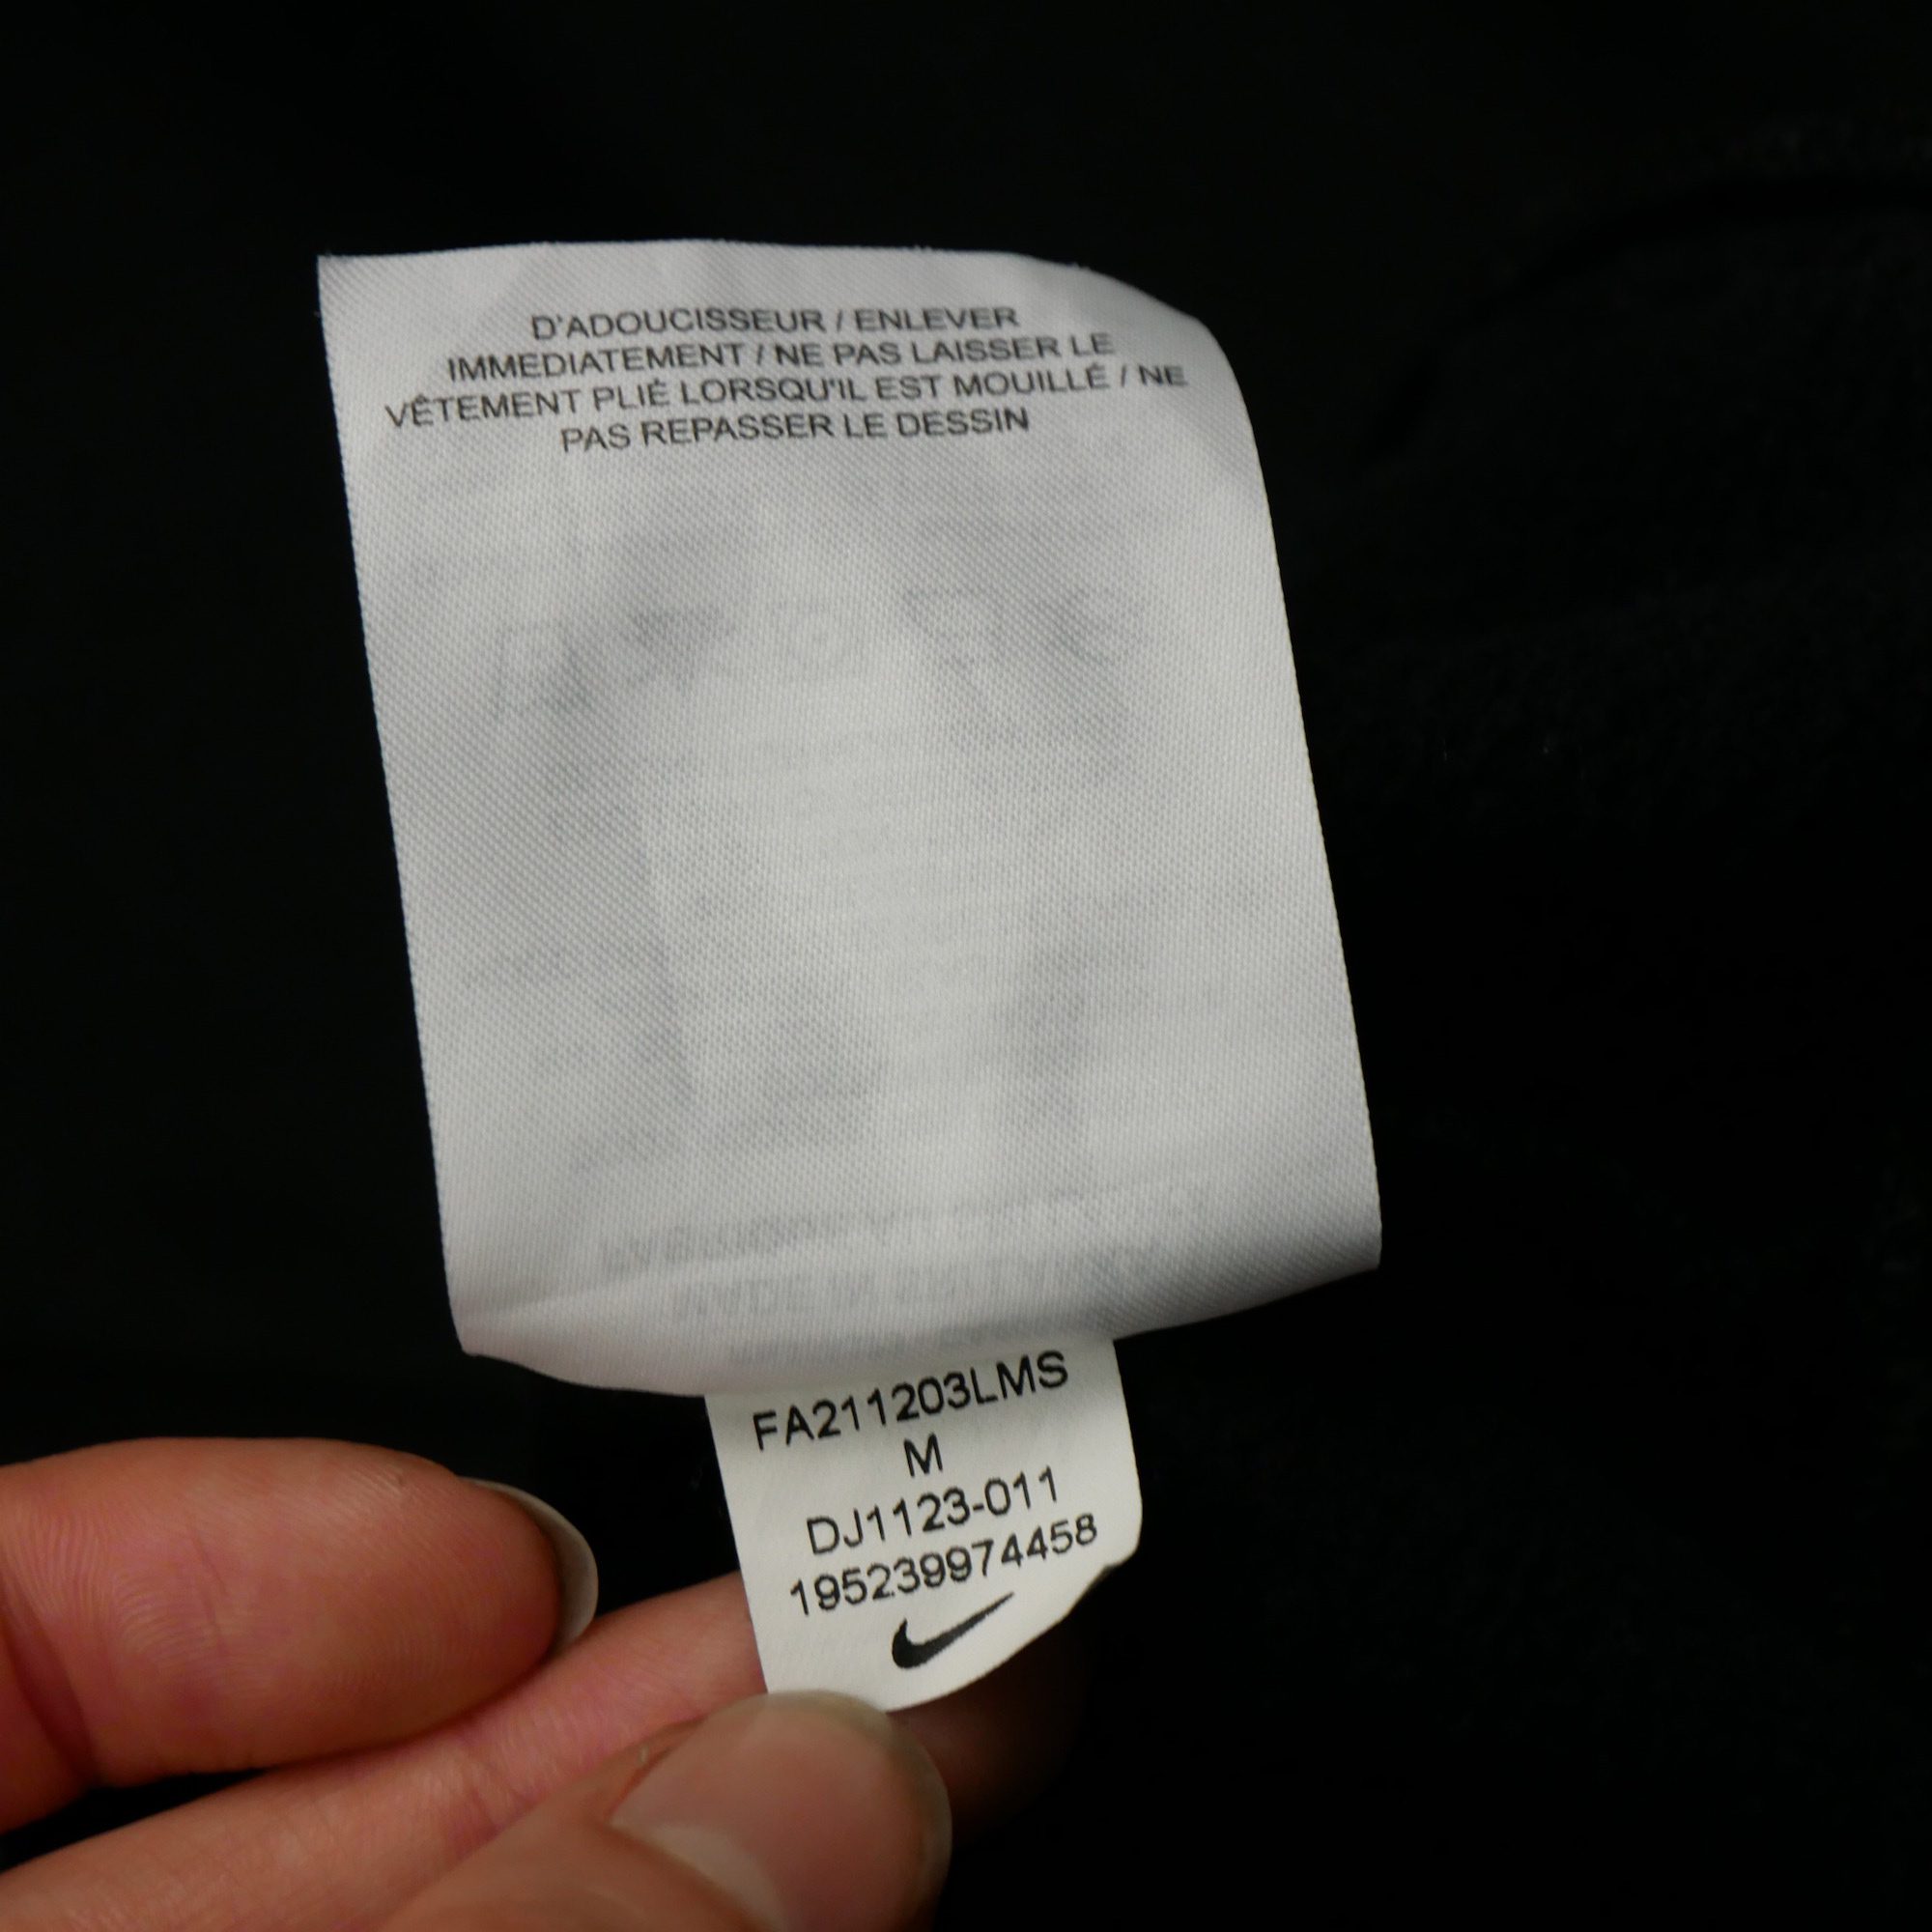 D'ADOUCISSEUR / ENLEVER
IMMEDIATEMENT / NE PAS LAISSER LE
VÊTEMENT PLIÉ LORSQU'IL EST MOUILLÉ / NE
PAS REPASSER LE DESSIN
FA211203LMS
M
DJ1123-011
195239974458